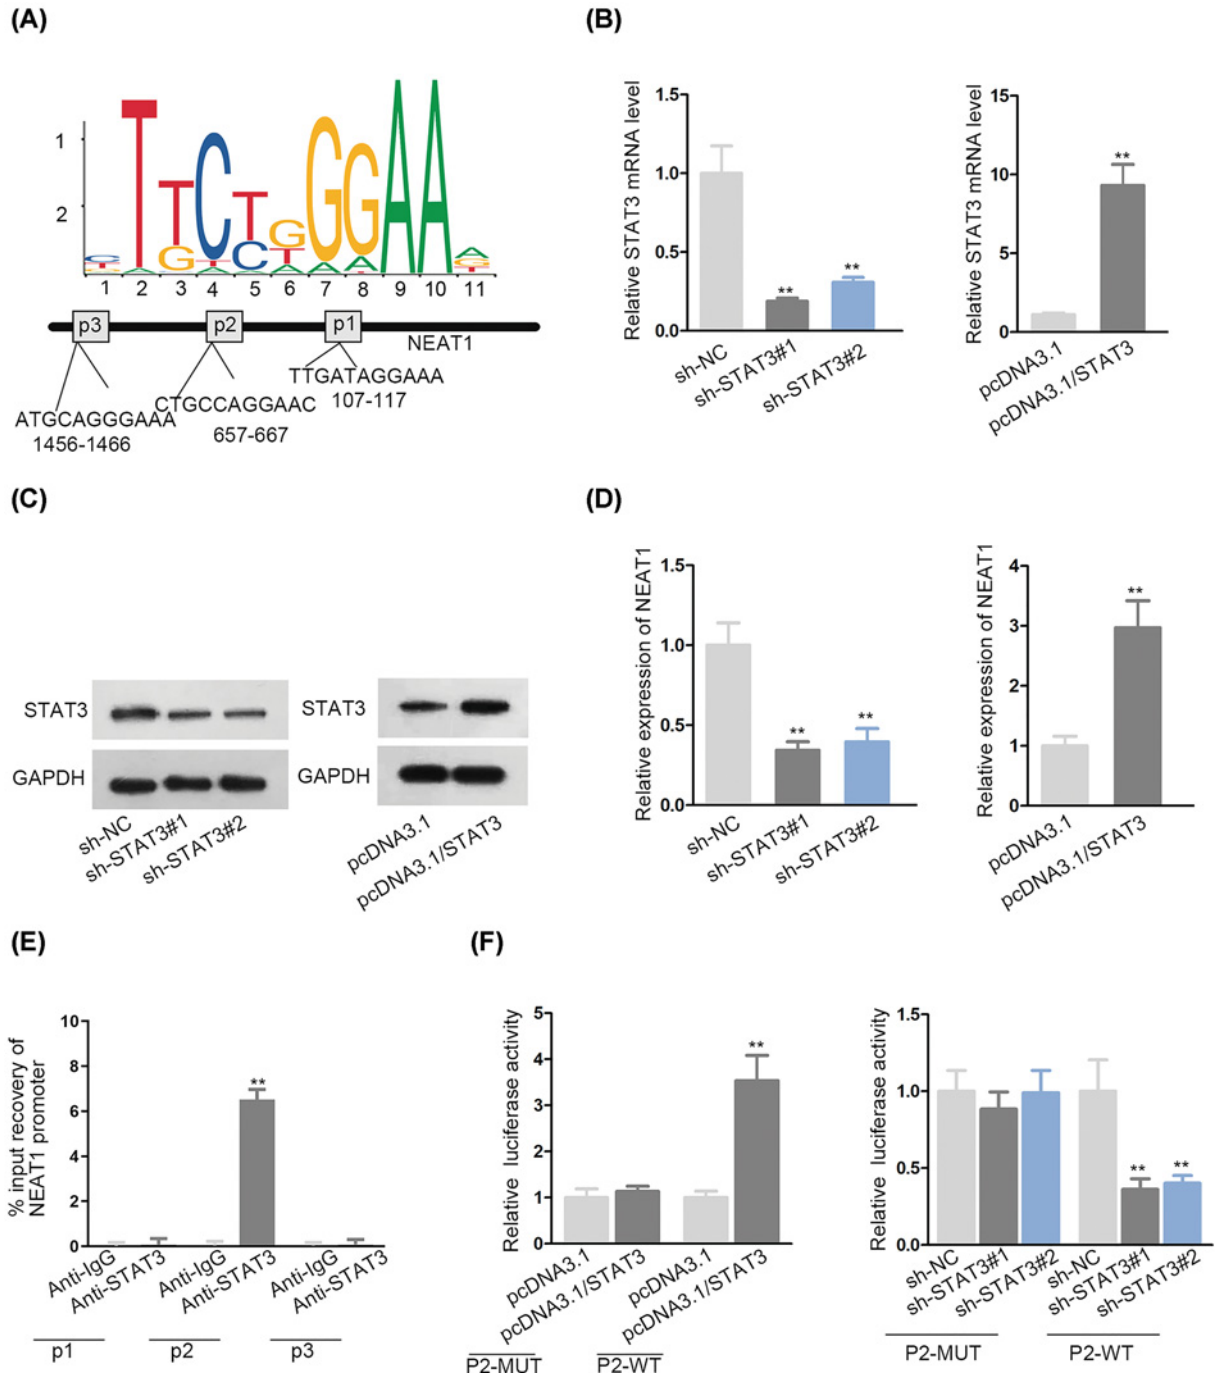 (A)
1
2
T T C T G G G A A A
1 2 3 4 5 6 7 8 9 10 11
p3 p2 p1
NEAT1
TTGATAGGAAA
107-117
CTGCCAGGAAC
657-667
ATGCAGGGAAA
1456-1466
(B)
Relative STAT3 mRNA level
1.5
1.0
0.5
0.0
**
**
sh-NC
sh-STAT3#1
sh-STAT3#2
Relative STAT3 mRNA level
15
10
5
0
**
pcDNA3.1
pcDNA3.1/STAT3
(C)
STAT3
GAPDH
sh-NC
sh-STAT3#1
sh-STAT3#2
STAT3
GAPDH
pcDNA3.1
pcDNA3.1/STAT3
(D)
Relative expression of NEAT1
1.5
1.0
0.5
0.0
**
**
sh-NC
sh-STAT3#1
sh-STAT3#2
Relative expression of NEAT1
4
3
2
1
0
**
pcDNA3.1
pcDNA3.1/STAT3
(E)
% input recovery of
NEAT1 promoter
10
8
6
4
2
0
**
Anti-IgG
Anti-STAT3
Anti-IgG
Anti-STAT3
Anti-IgG
Anti-STAT3
p1
p2
p3
(F)
Relative luciferase activity
5
4
3
2
1
0
**
pcDNA3.1
pcDNA3.1/STAT3
pcDNA3.1
pcDNA3.1/STAT3
P2-MUT
P2-WT
Relative luciferase activity
1.5
1.0
0.5
0.0
**
**
sh-NC
sh-STAT3#1
sh-STAT3#2
sh-NC
sh-STAT3#1
sh-STAT3#2
P2-MUT
P2-WT